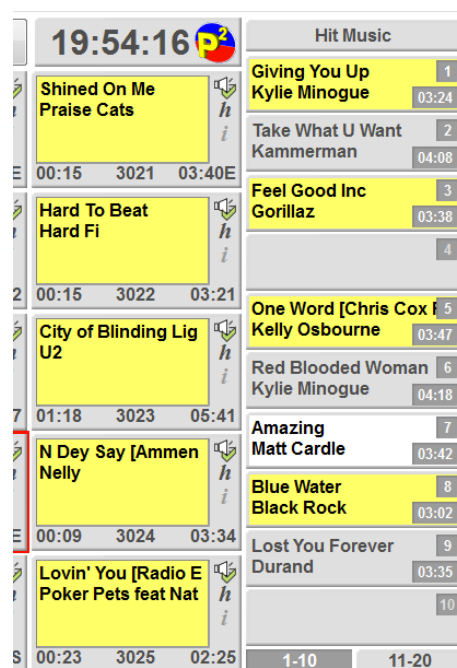 19:54:16 P2
Shined On Me
Praise Cats
h
i
E 00:15 3021 03:40E
Hard To Beat
Hard Fi
h
i
2 00:15 3022 03:21
City of Blinding Lig
U2
h
i
7 01:18 3023 05:41
N Dey Say [Ammen
Nelly
h
i
E 00:09 3024 03:34
Lovin' You [Radio E
Poker Pets feat Nat
h
i
S 00:23 3025 02:25
Hit Music
Giving You Up 1
Kylie Minogue 03:24
Take What U Want 2
Kammerman 04:08
Feel Good Inc 3
Gorillaz 03:38
4
One Word [Chris Cox 5
Kelly Osbourne 03:47
Red Blooded Woman 6
Kylie Minogue 04:18
Amazing 7
Matt Cardle 03:42
Blue Water 8
Black Rock 03:02
Lost You Forever 9
Durand 03:35
10
1-10 11-20